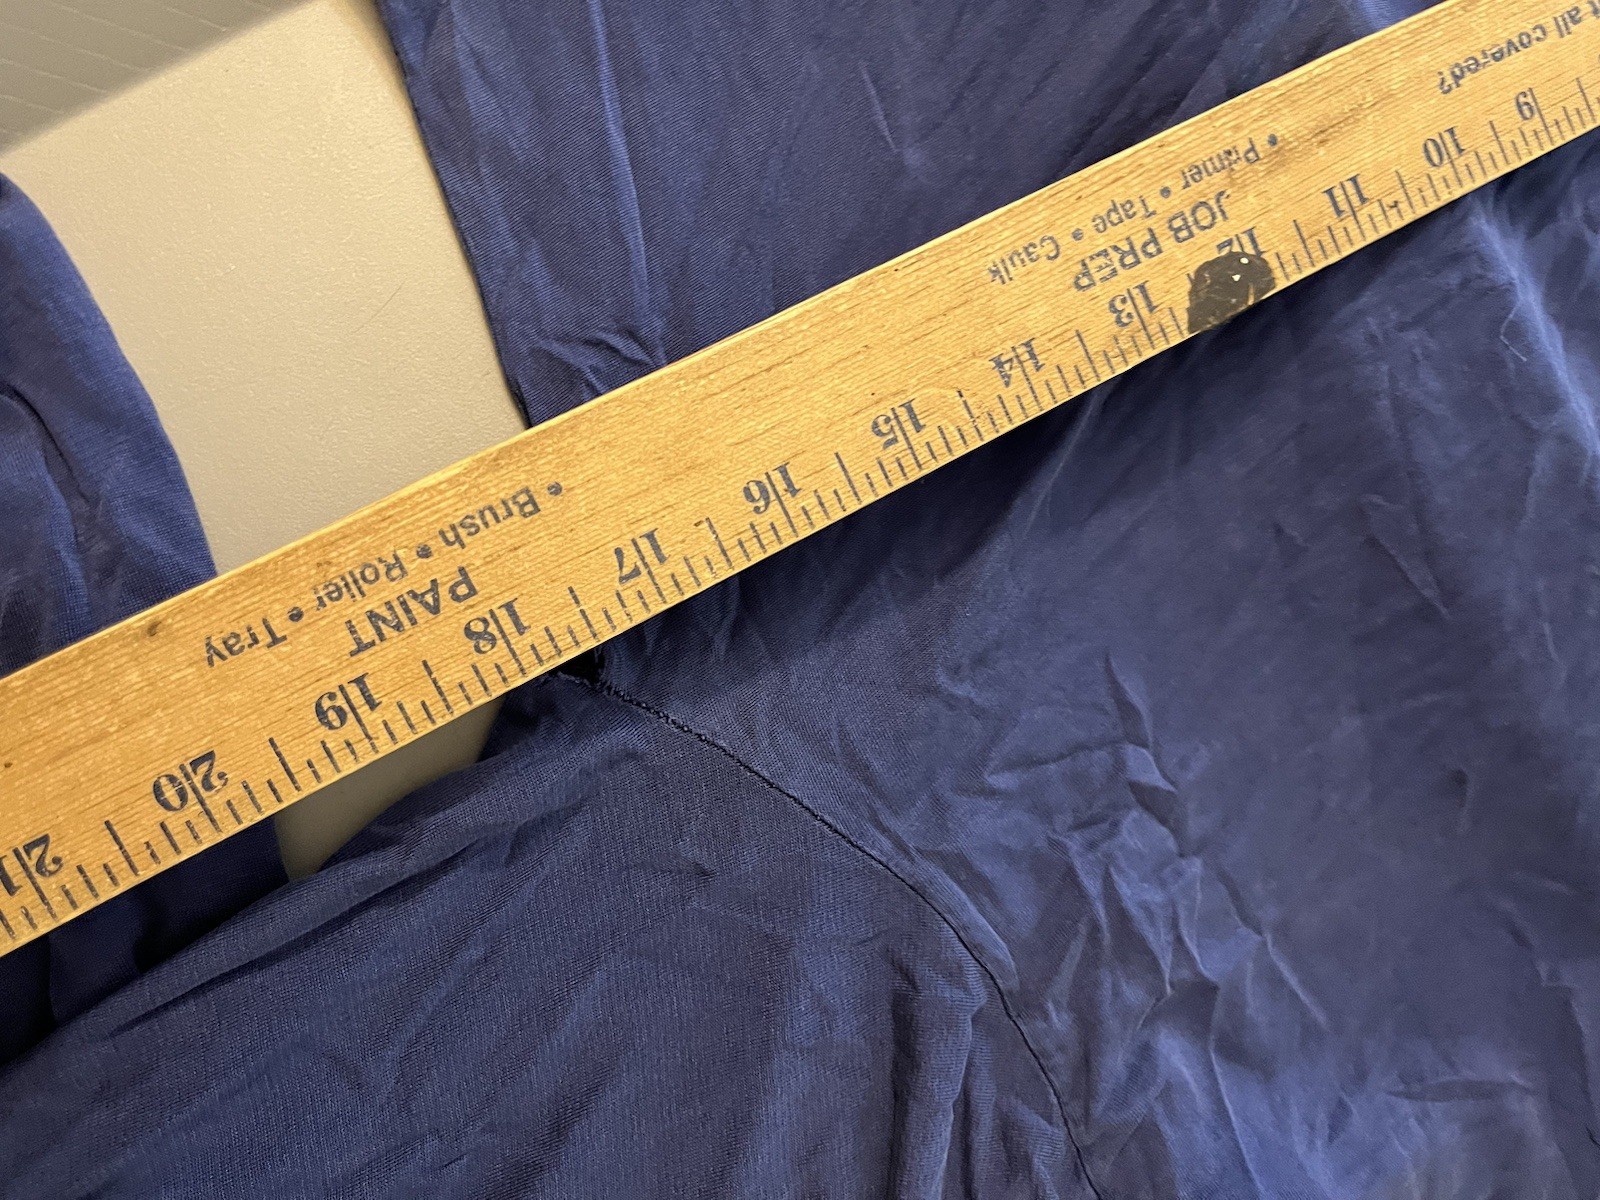 9 10 11 12 13 14 15 16 17 18 19 20 21
all covered?
JOB PREP
• Primer • Tape • Caulk
PAINT
• Brush • Roller • Tray